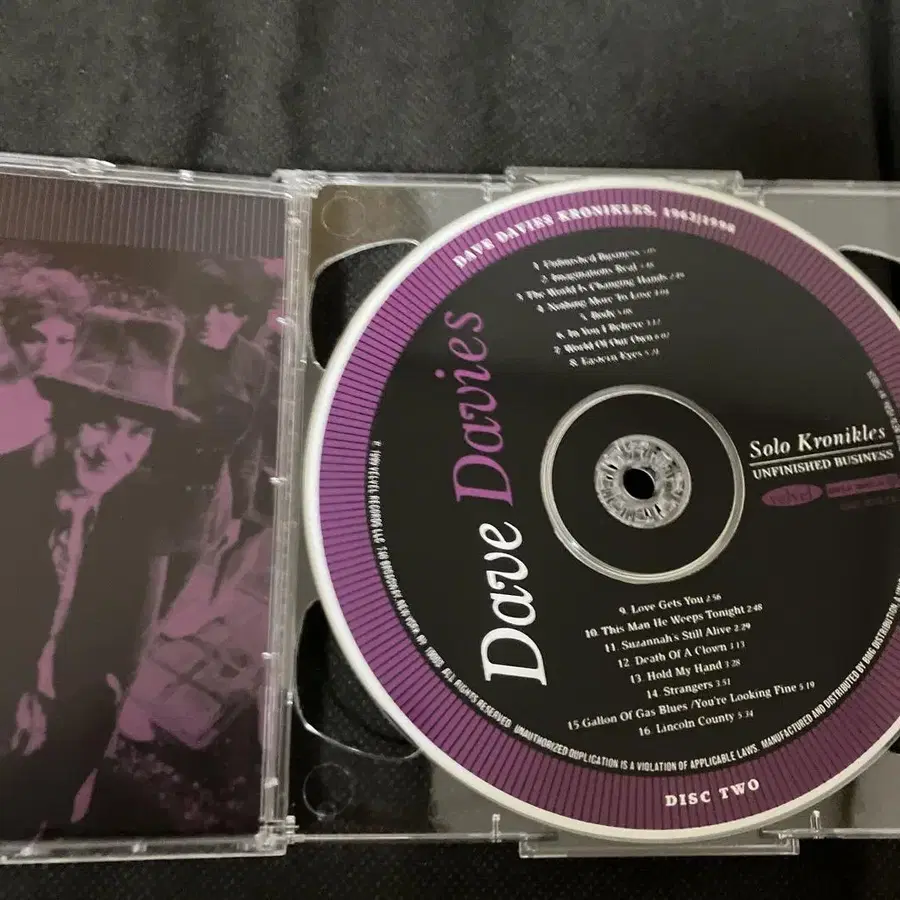 DAVE DAVIES KRONIKLES, 1963/1998
1. Unfinished Business
2. Imaginations Real
3. The World Is Changing Hands
4. Nothing More To Lose
5. Body
6. In You I Believe
7. World Of Our Own
8. Eastern Eyes
Dave Davies
Solo Kronikles
UNFINISHED BUSINESS
velvel
9. Love Gets You 2:56
10. This Man He Weeps Tonight 2:48
11. Suzannah's Still Alive 2:29
12. Death Of A Clown 3:13
13. Hold My Hand 3:28
14. Strangers 3:51
15 Gallon Of Gas Blues /You're Looking Fine 5:19
16. Lincoln County 5:34
NEW YORK, NY ALL RIGHTS RESERVED. UNAUTHORIZED DUPLICATION IS A VIOLATION OF APPLICABLE LAWS. MANUFACTURED AND DISTRIBUTED BY BMG DISTRIBUTION,
DISC TWO